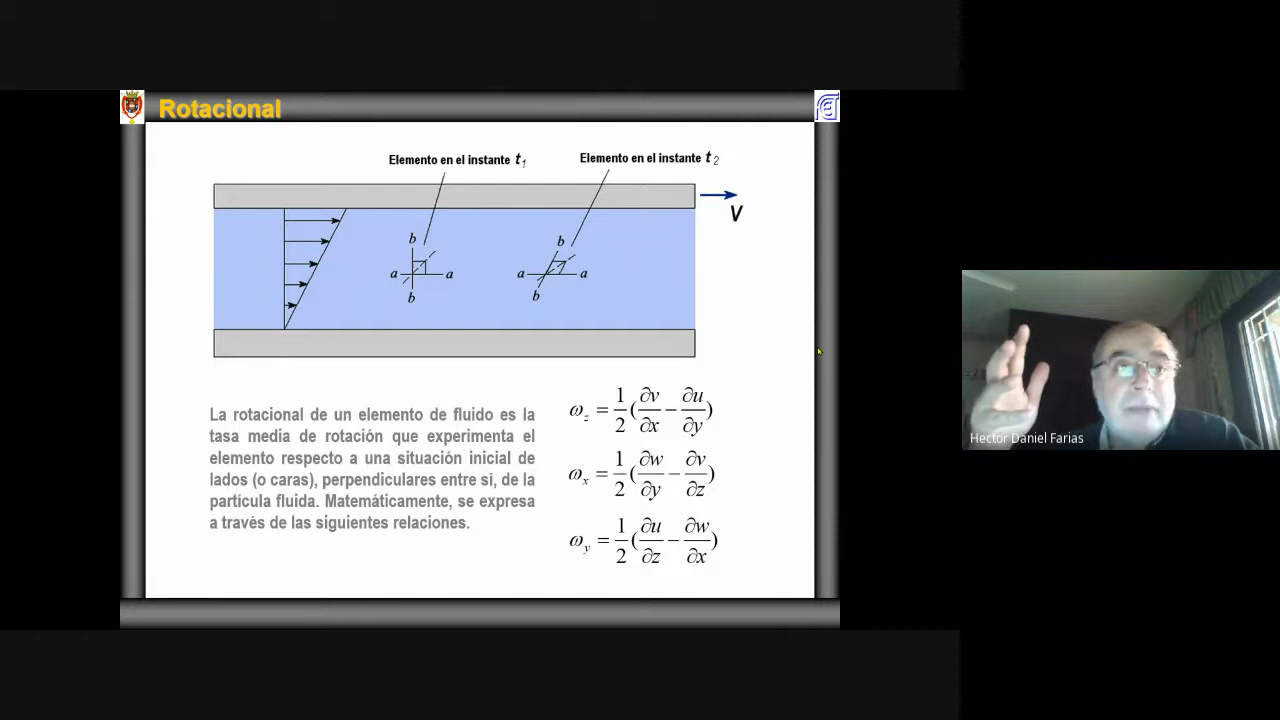 Rotacional
Elemento en el instante t₁
Elemento en el instante t₂
V
b
a a
b
b
a a
b
La rotacional de un elemento de fluido es la
tasa media de rotación que experimenta el
elemento respecto a una situación inicial de
lados (o caras), perpendiculares entre sí, de la
partícula fluida. Matemáticamente, se expresa
a través de las siguientes relaciones.
ω_z = 1/2 (∂v/∂x − ∂u/∂y)
ω_x = 1/2 (∂w/∂y − ∂v/∂z)
ω_y = 1/2 (∂u/∂z − ∂w/∂x)
Hector Daniel Farias